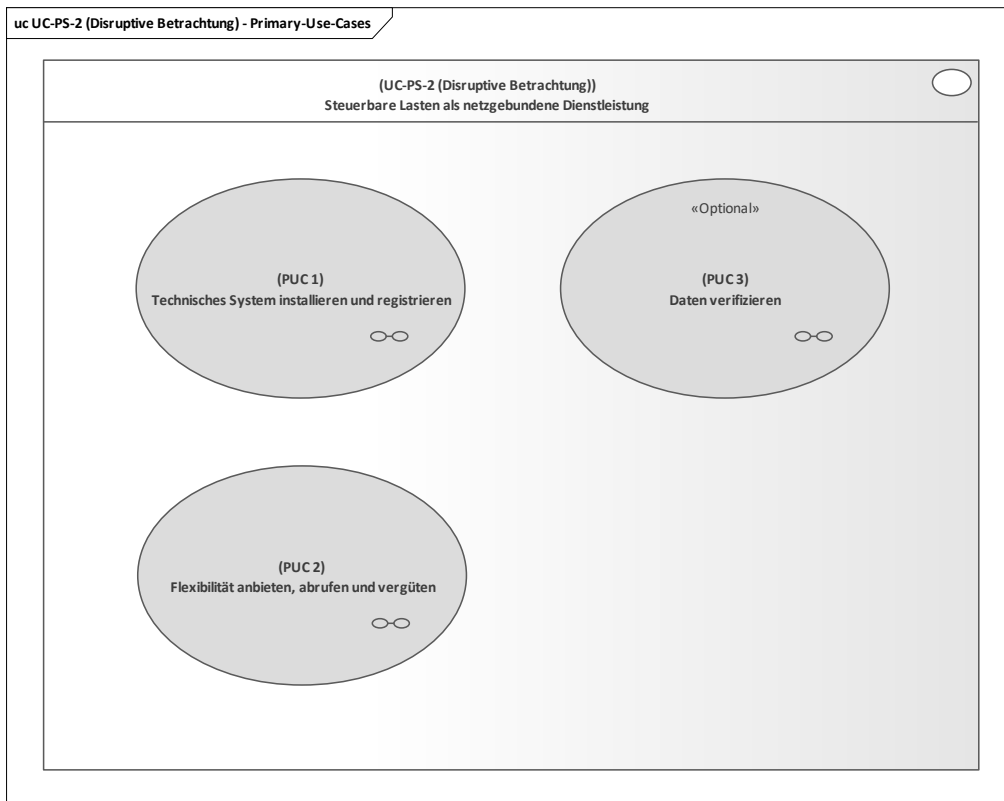 uc UC-PS-2 (Disruptive Betrachtung) - Primary-Use-Cases
(UC-PS-2 (Disruptive Betrachtung))
Steuerbare Lasten als netzgebundene Dienstleistung
(PUC 1)
Technisches System installieren und registrieren
«Optional»
(PUC 3)
Daten verifizieren
(PUC 2)
Flexibilität anbieten, abrufen und vergüten